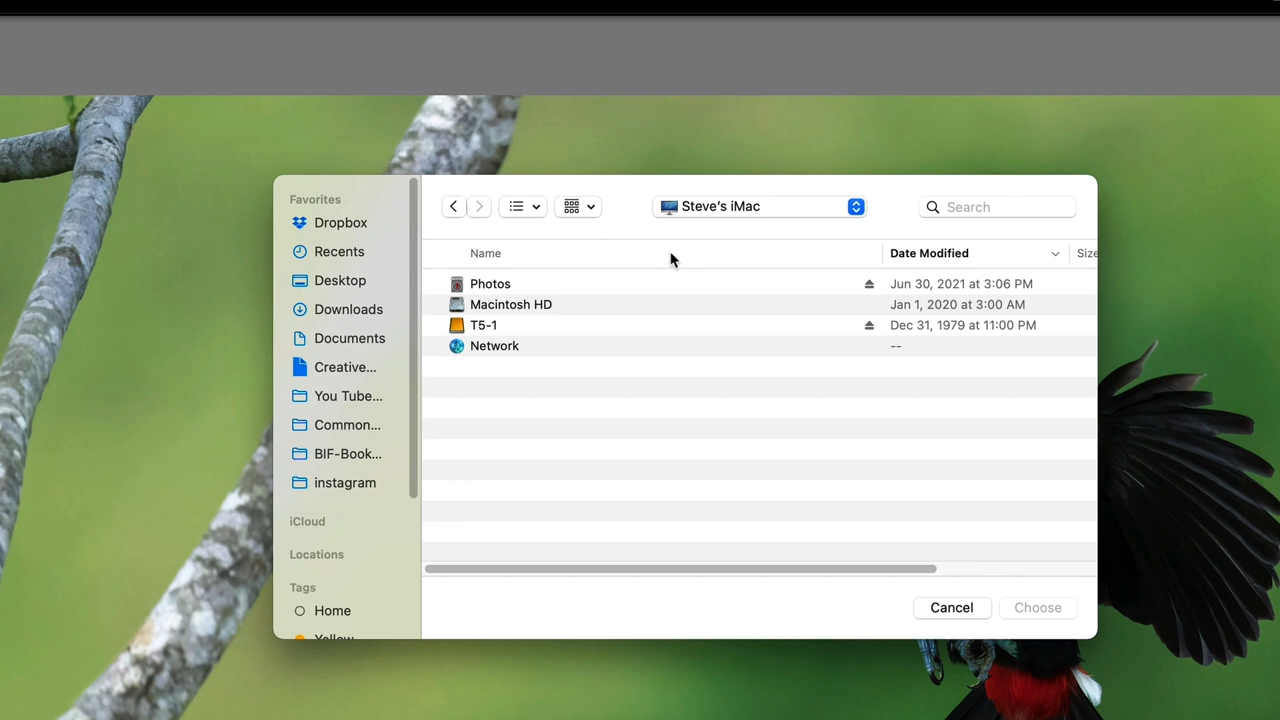 Favorites
Dropbox
Recents
Desktop
Downloads
Documents
Creative...
You Tube...
Common...
BIF-Book...
instagram
iCloud
Locations
Tags
Home
Yellow
Steve's iMac
Search
Name Date Modified Size
Photos Jun 30, 2021 at 3:06 PM
Macintosh HD Jan 1, 2020 at 3:00 AM
T5-1 Dec 31, 1979 at 11:00 PM
Network --
Cancel Choose